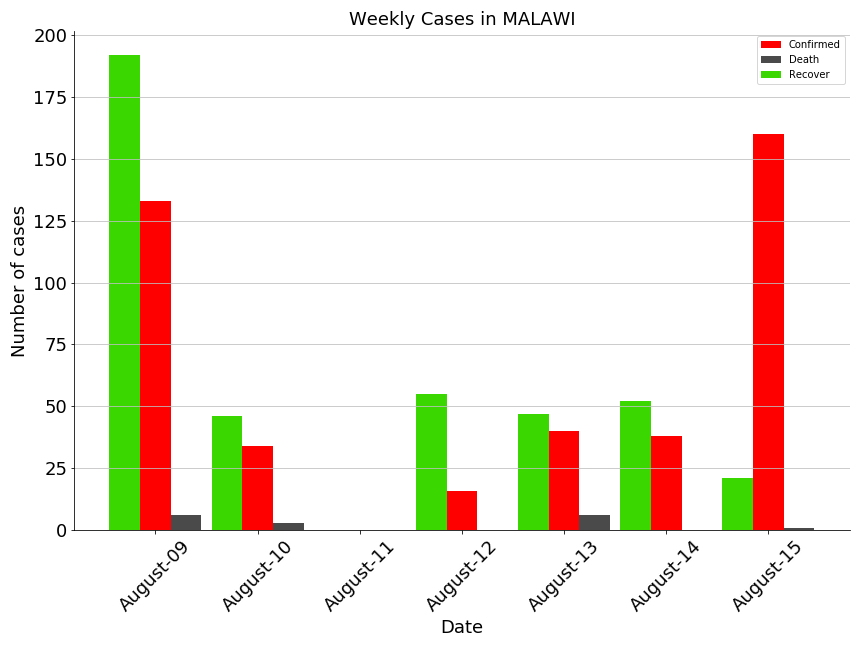 Weekly Cases in MALAWI
Confirmed
Death
Recover
Number of cases
200
175
150
125
100
75
50
25
0
August-09
August-10
August-11
August-12
August-13
August-14
August-15
Date